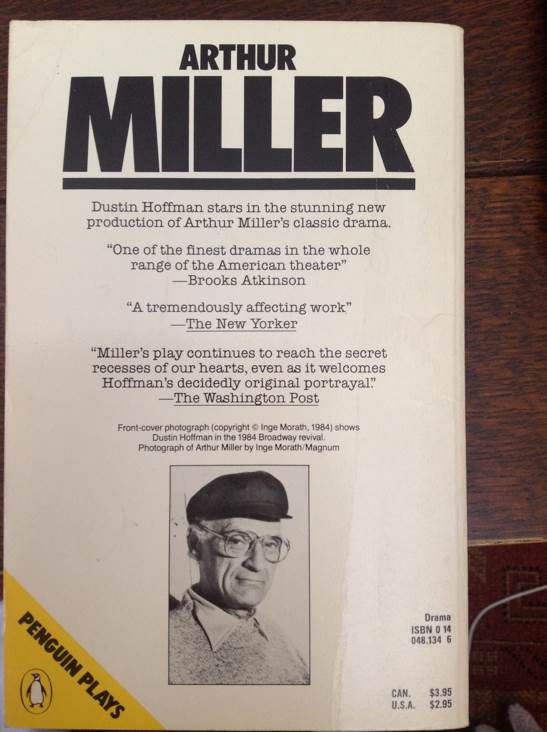 ARTHUR
MILLER
Dustin Hoffman stars in the stunning new
production of Arthur Miller's classic drama.
“One of the finest dramas in the whole
range of the American theater”
—Brooks Atkinson
“A tremendously affecting work”
—The New Yorker
“Miller's play continues to reach the secret
recesses of our hearts, even as it welcomes
Hoffman's decidedly original portrayal.”
—The Washington Post
Front-cover photograph (copyright © Inge Morath, 1984) shows
Dustin Hoffman in the 1984 Broadway revival.
Photograph of Arthur Miller by Inge Morath/Magnum
PENGUIN PLAYS
Drama
ISBN 0 14
048.134 6
CAN. $3.95
U.S.A. $2.95